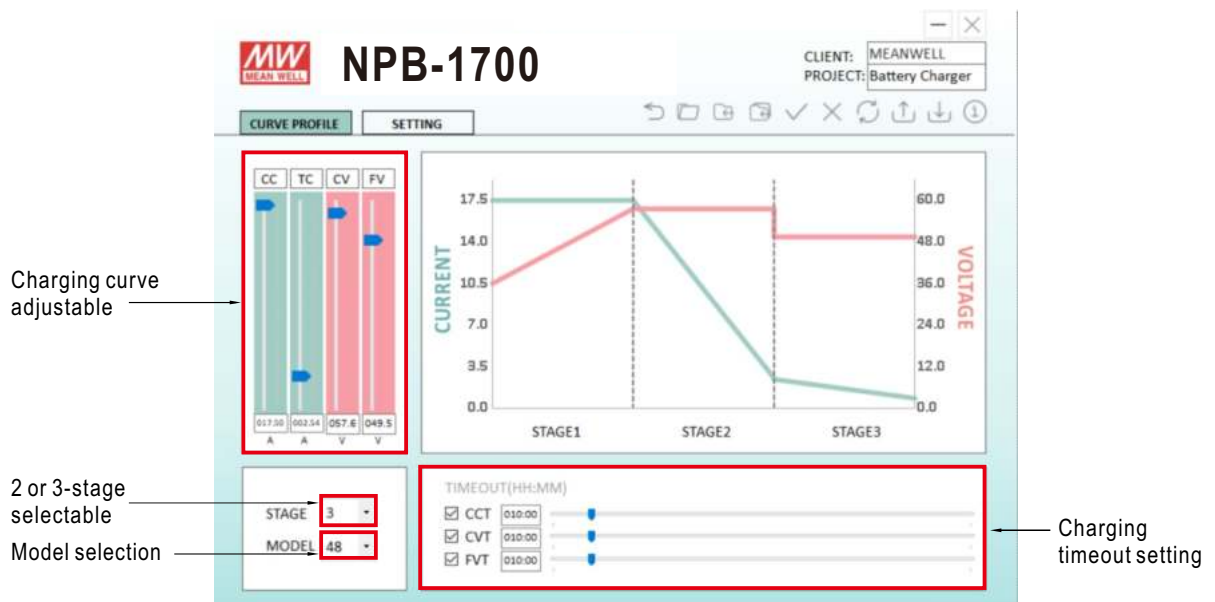 MW
MEAN WELL
NPB-1700
CLIENT: MEANWELL
PROJECT: Battery Charger
CURVE PROFILE
SETTING
CC TC CV FV
017.50 002.54 057.6 049.5
A A V V
Charging curve
adjustable
CURRENT
17.5
14.0
10.5
7.0
3.5
0.0
60.0
48.0
36.0
24.0
12.0
0.0
VOLTAGE
STAGE1 STAGE2 STAGE3
2 or 3-stage
selectable
Model selection
STAGE 3
MODEL 48
TIMEOUT(HH:MM)
CCT 010:00
CVT 010:00
FVT 010:00
Charging
timeout setting